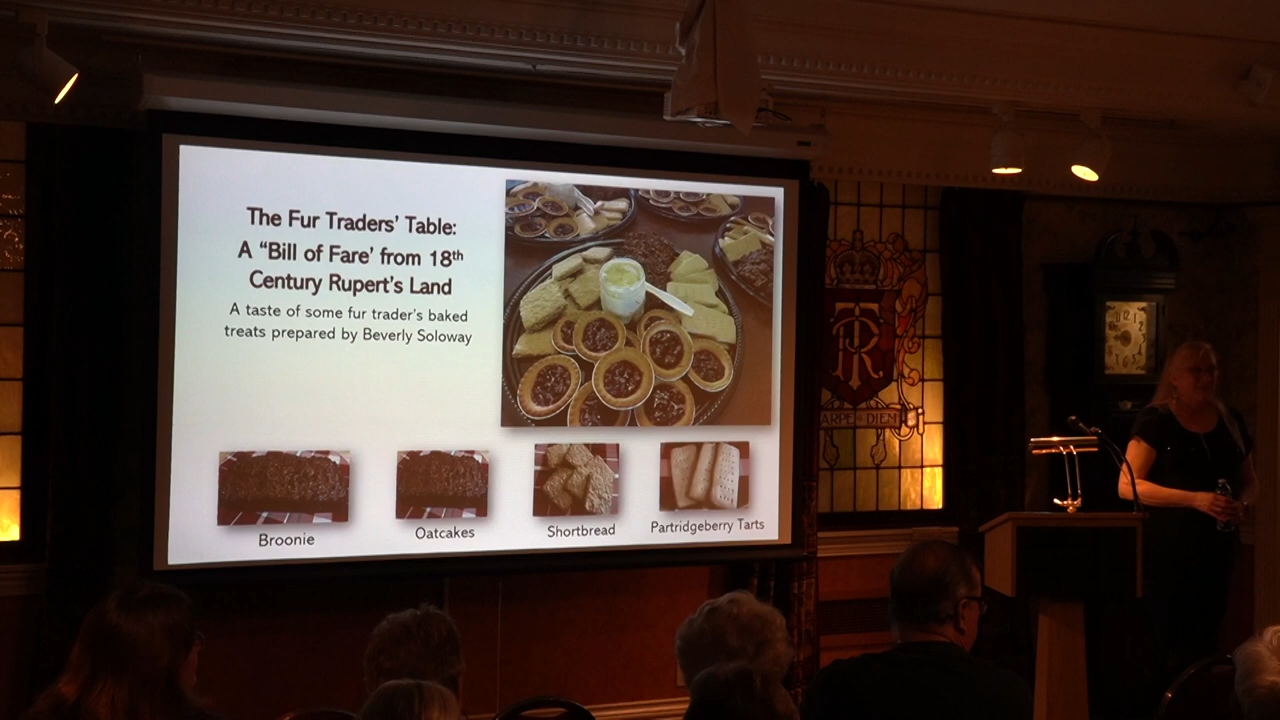 The Fur Traders’ Table:
A “Bill of Fare’ from 18th
Century Rupert’s Land
A taste of some fur trader’s baked
treats prepared by Beverly Soloway
Broonie
Oatcakes
Shortbread
Partridgeberry Tarts
ARPE DIEM